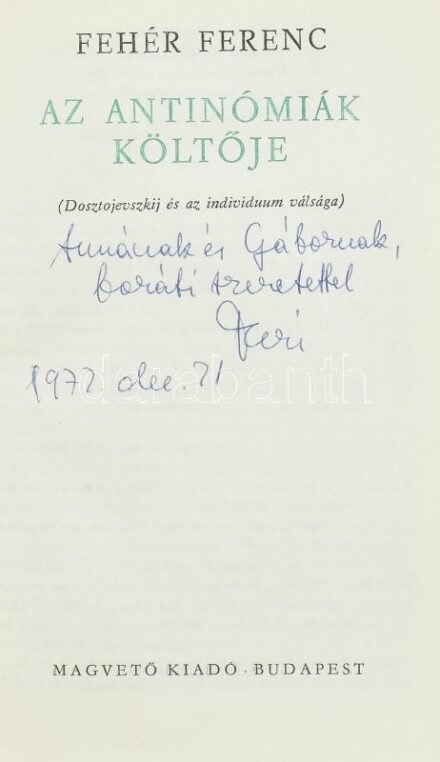 FEHÉR FERENC
AZ ANTINÓMIÁK
KÖLTŐJE
(Dosztojevszkij és az individuum válsága)
Annának és Gábornak,
baráti szeretettel
Feri
1972 dec. 21
darabanth
MAGVETŐ KIADÓ · BUDAPEST